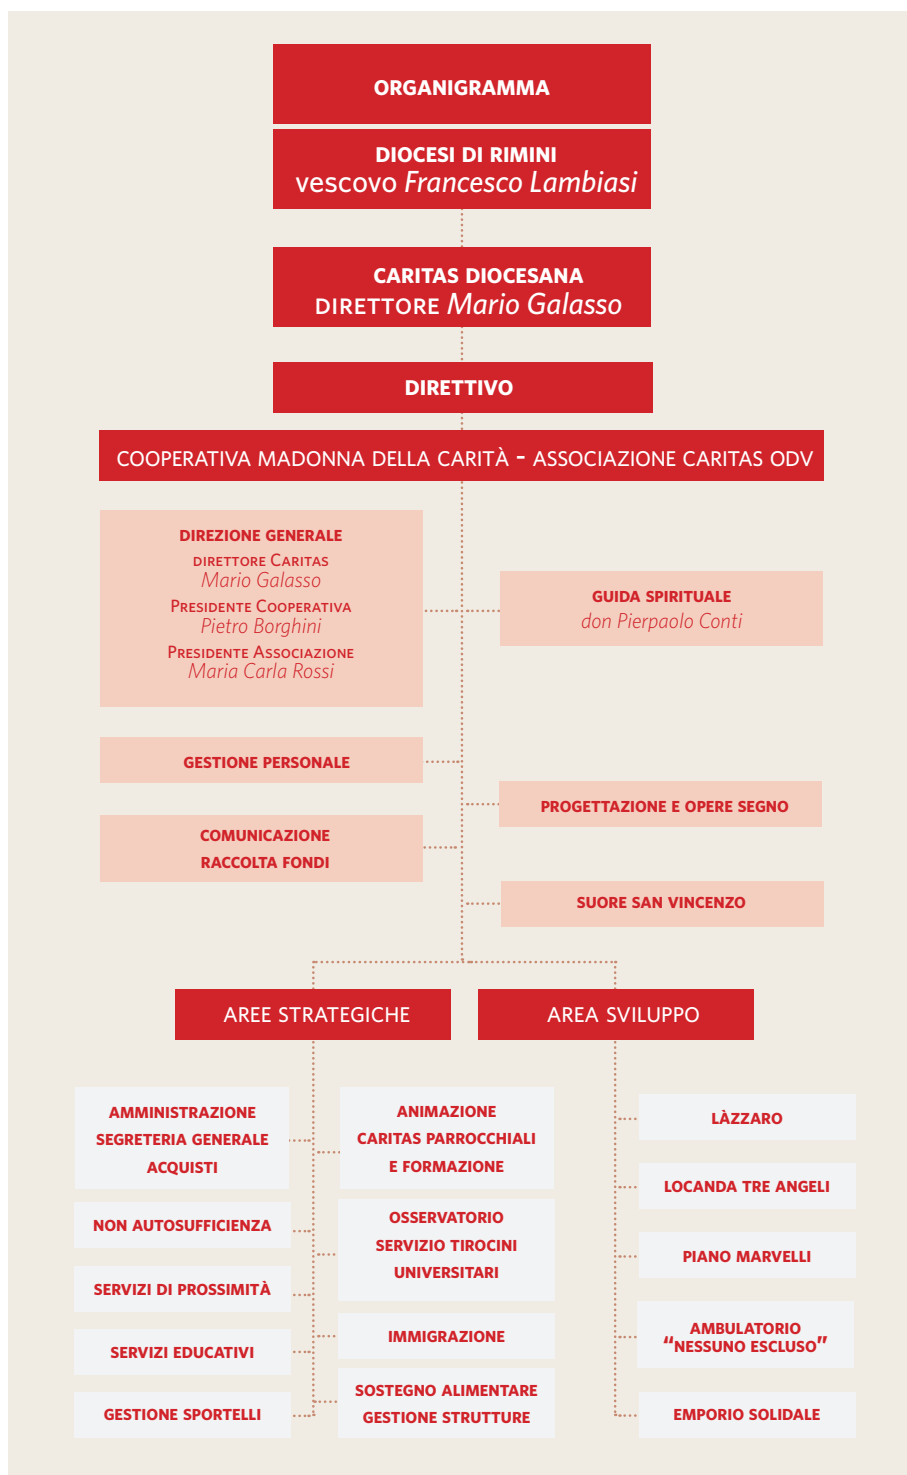 ORGANIGRAMMA
DIOCESI DI RIMINI
vescovo Francesco Lambiasi
CARITAS DIOCESANA
DIRETTORE Mario Galasso
DIRETTIVO
COOPERATIVA MADONNA DELLA CARITÀ - ASSOCIAZIONE CARITAS ODV
DIREZIONE GENERALE
DIRETTORE CARITAS
Mario Galasso
PRESIDENTE COOPERATIVA
Pietro Borghini
PRESIDENTE ASSOCIAZIONE
Maria Carla Rossi
GUIDA SPIRITUALE
don Pierpaolo Conti
GESTIONE PERSONALE
PROGETTAZIONE E OPERE SEGNO
COMUNICAZIONE
RACCOLTA FONDI
SUORE SAN VINCENZO
AREE STRATEGICHE
AMMINISTRAZIONE
SEGRETERIA GENERALE
ACQUISTI
NON AUTOSUFFICIENZA
SERVIZI DI PROSSIMITÀ
SERVIZI EDUCATIVI
GESTIONE SPORTELLI
ANIMAZIONE
CARITAS PARROCCHIALI
E FORMAZIONE
OSSERVATORIO
SERVIZIO TIROCINI
UNIVERSITARI
IMMIGRAZIONE
SOSTEGNO ALIMENTARE
GESTIONE STRUTTURE
AREA SVILUPPO
LÀZZARO
LOCANDA TRE ANGELI
PIANO MARVELLI
AMBULATORIO
“NESSUNO ESCLUSO”
EMPORIO SOLIDALE